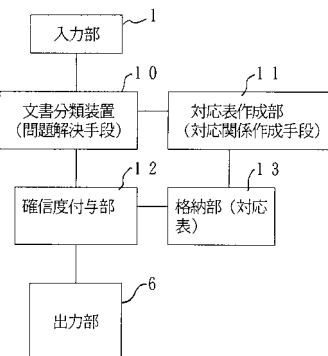 1
入力部
10
11
文書分類装置
(問題解決手段)
対応表作成部
(対応関係作成手段)
12
13
確信度付与部
格納部(対応
表)
6
出力部